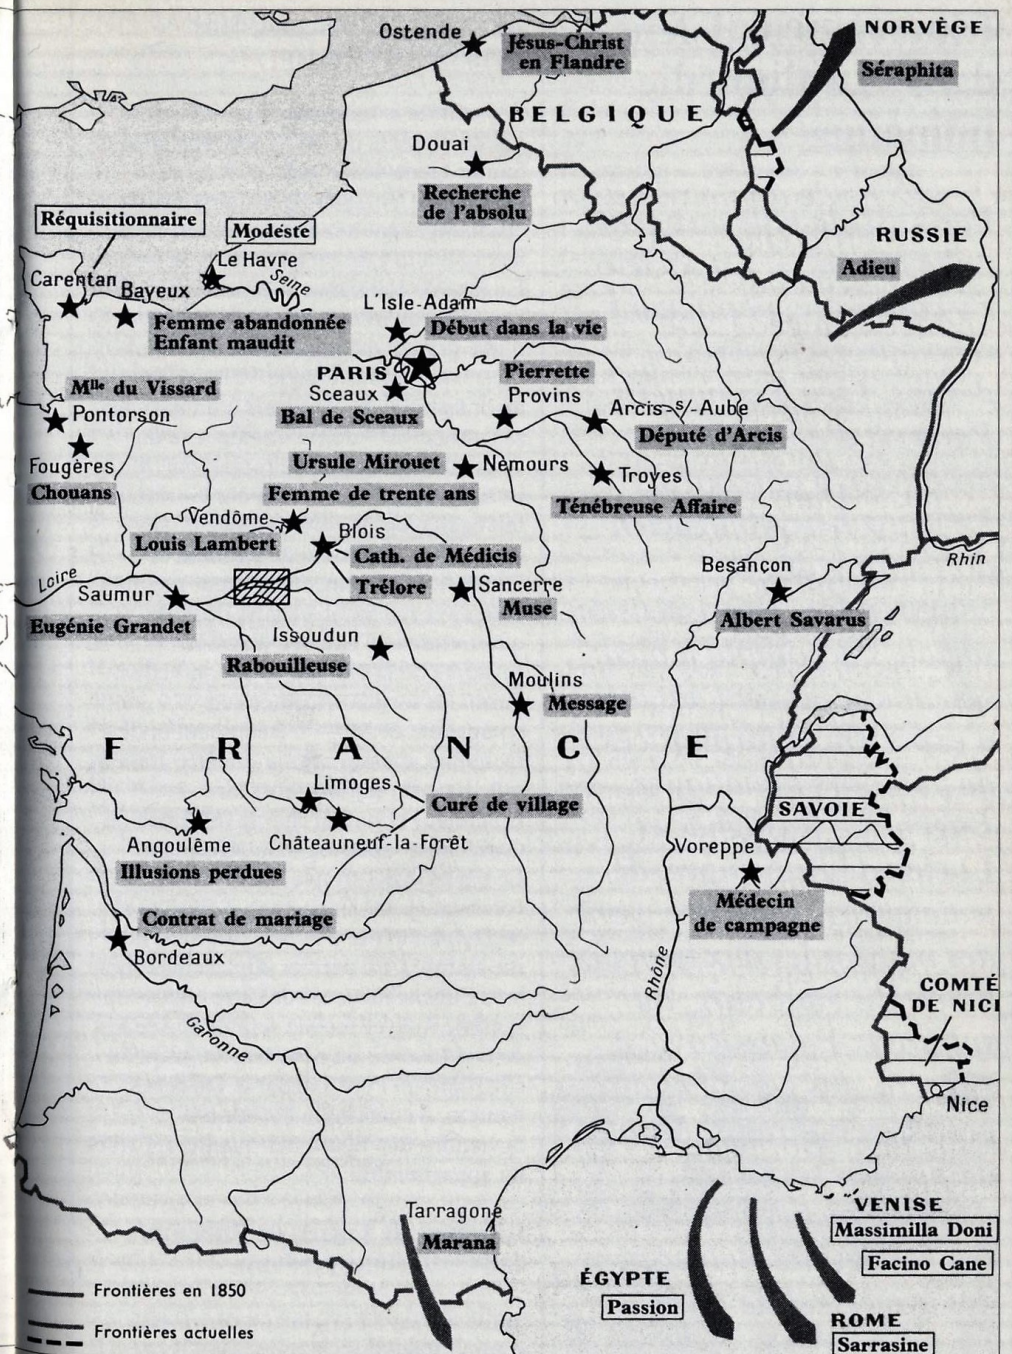 NORVÈGE
Séraphita
Ostende
Jésus-Christ
en Flandre
BELGIQUE
Douai
Recherche
de l'absolu
Réquisitionnaire
Modeste
RUSSIE
Adieu
Le Havre
Seine
Carentan
Bayeux
L'Isle-Adam
Femme abandonnée
Enfant maudit
Début dans la vie
PARIS
Pierrette
Mlle du Vissard
Sceaux
Provins
Arcis-s/-Aube
Pontorson
Bal de Sceaux
Député d'Arcis
Fougères
Ursule Mirouet
Nemours
Troyes
Chouans
Femme de trente ans
Ténébreuse Affaire
Vendôme
Blois
Louis Lambert
Cath. de Médicis
Rhin
Loire
Besançon
Saumur
Trélore
Sancerre
Muse
Eugénie Grandet
Albert Savarus
Issoudun
Rabouilleuse
Moulins
Message
FRANCE
Limoges
Curé de village
SAVOIE
Angoulême
Châteauneuf-la-Forêt
Voreppe
Illusions perdues
Médecin
de campagne
Contrat de mariage
Bordeaux
Rhône
COMTÉ
DE NICE
Garonne
Nice
Tarragone
Marana
VENISE
Massimilla Doni
Facino Cane
ÉGYPTE
Passion
ROME
Sarrasine
Frontières en 1850
Frontières actuelles